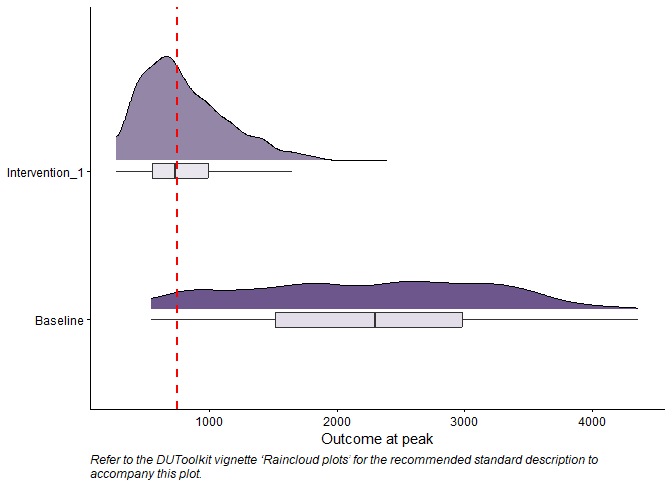 Intervention_1
Baseline
1000 2000 3000 4000
Outcome at peak
Refer to the DUToolkit vignette ‘Raincloud plots’ for the recommended standard description to
accompany this plot.